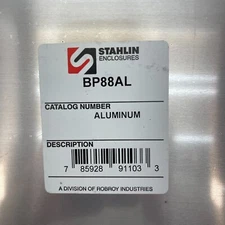 STAHLIN
ENCLOSURES
BP88AL
CATALOG NUMBER
ALUMINUM
DESCRIPTION
7 85928 91103 3
A DIVISION OF ROBROY INDUSTRIES